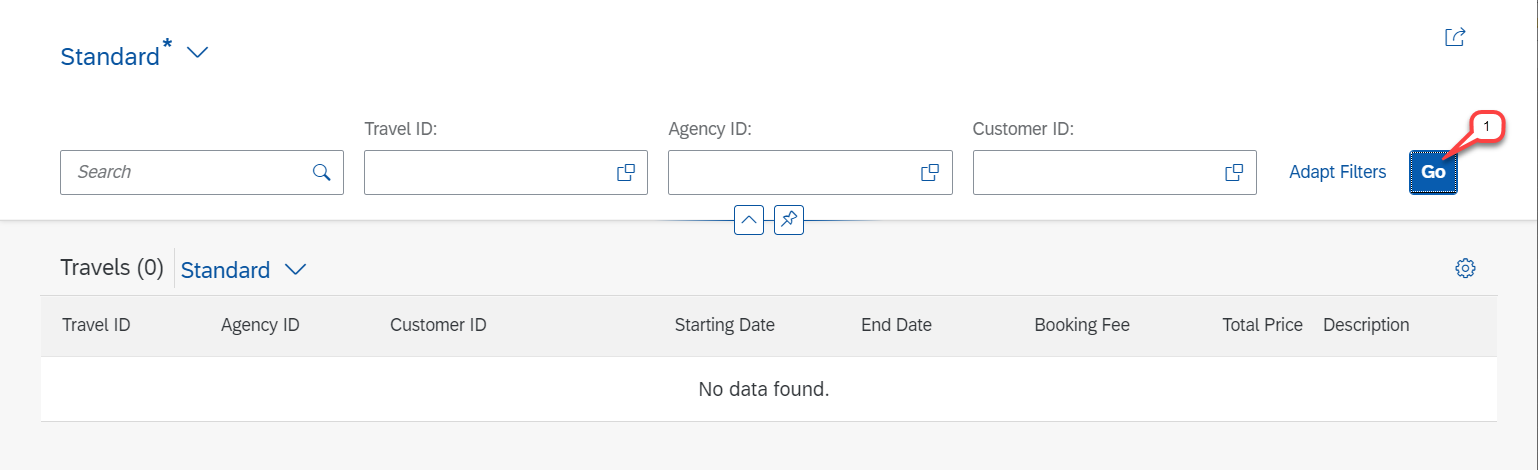 Standard*
Travel ID: Agency ID: Customer ID: 1
Search Adapt Filters Go
Travels (0) Standard
Travel ID Agency ID Customer ID Starting Date End Date Booking Fee Total Price Description
No data found.